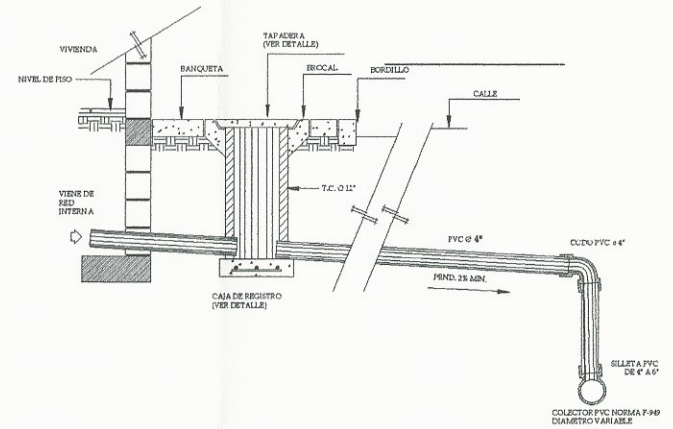 TAPADERA
(VER DETALLE)
VIVIENDA
BANQUETA
BROCAL
BORDILLO
NIVEL DE PISO
CALLE
T.C. O 12"
VIENE DE
RED
INTERNA
PVC Ø 4"
CODO PVC ø 4"
PEND. 2% MIN.
CAJA DE REGISTRO
(VER DETALLE)
SILLETA PVC
DE 4" A 6"
COLECTOR PVC NORMA F-949
DIAMETRO VARIABLE